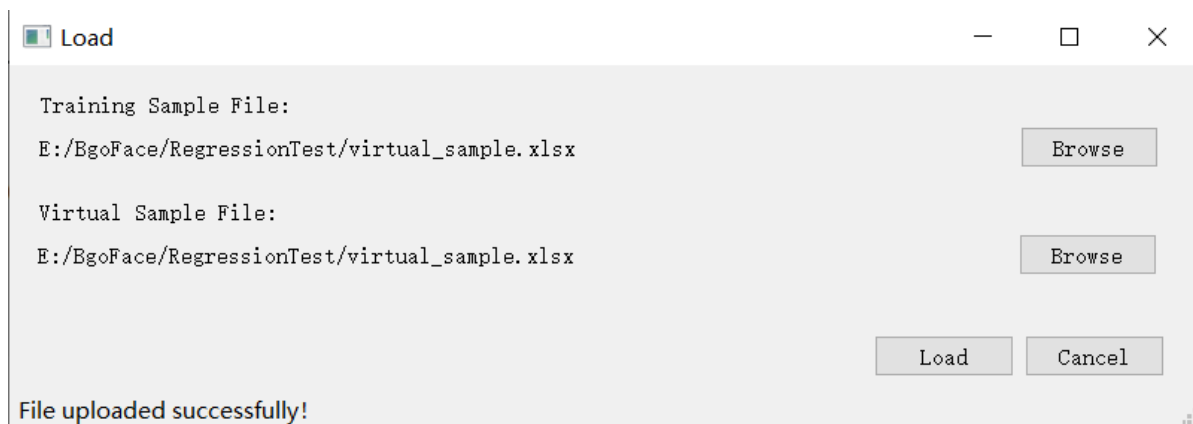 Load
Training Sample File:
E:/BgoFace/RegressionTest/virtual_sample.xlsx
Browse
Virtual Sample File:
E:/BgoFace/RegressionTest/virtual_sample.xlsx
Browse
Load
Cancel
File uploaded successfully!